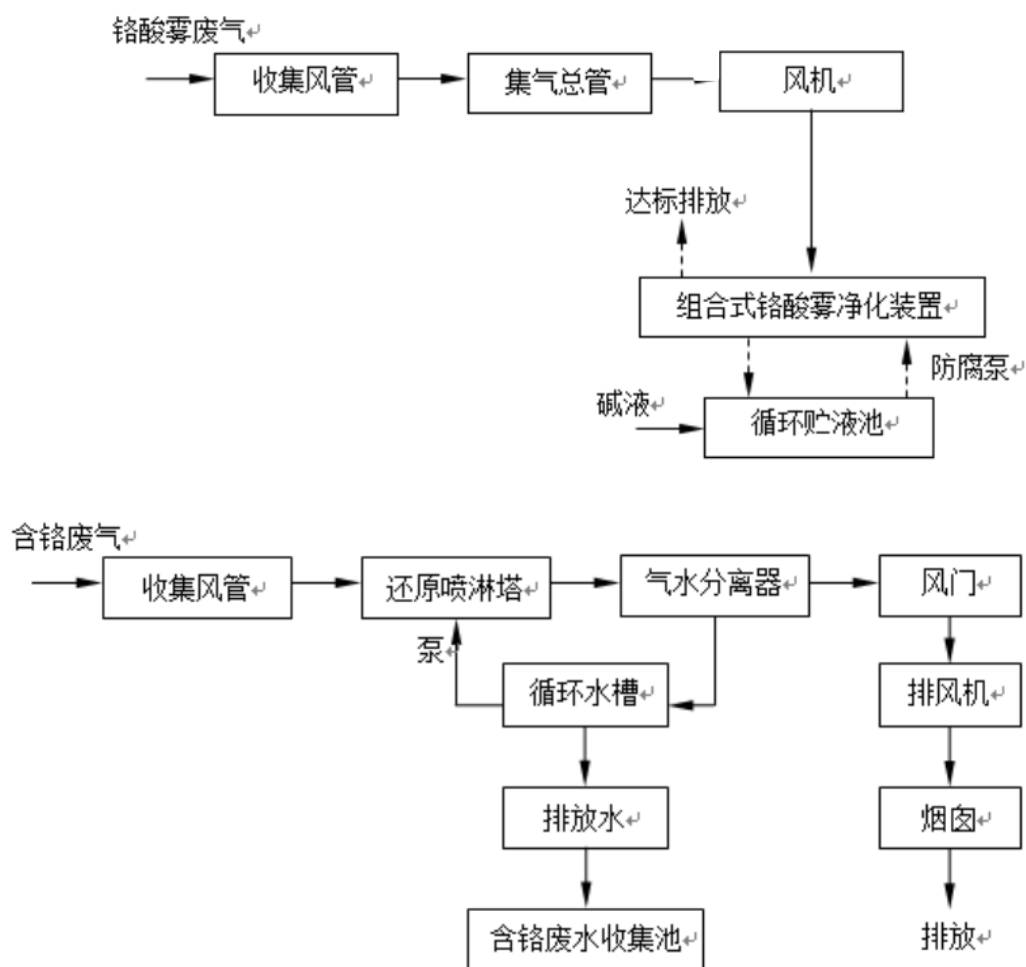 铬酸雾废气
收集风管
集气总管
风机
达标排放
组合式铬酸雾净化装置
防腐泵
碱液
循环贮液池
含铬废气
收集风管
还原喷淋塔
气水分离器
风门
泵
循环水槽
排风机
排放水
烟囱
含铬废水收集池
排放